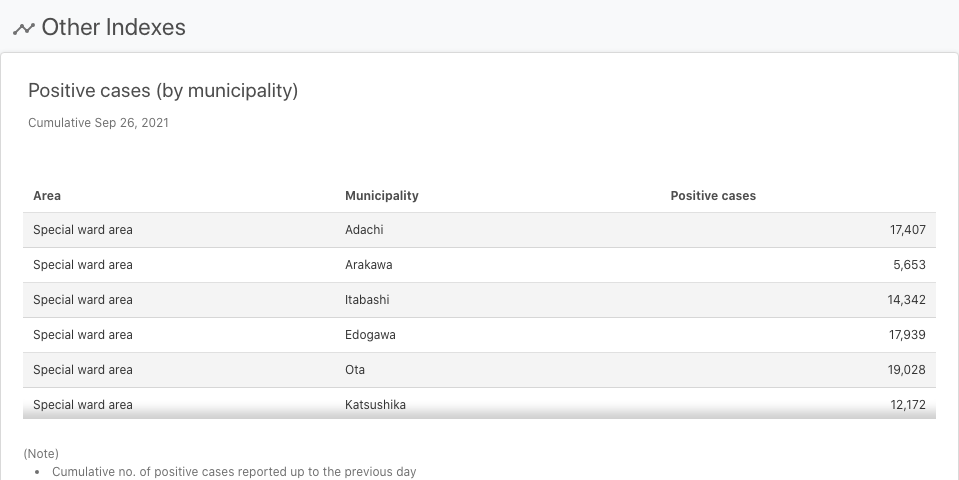 Other Indexes
Positive cases (by municipality)
Cumulative Sep 26, 2021
Area Municipality Positive cases
Special ward area Adachi 17,407
Special ward area Arakawa 5,653
Special ward area Itabashi 14,342
Special ward area Edogawa 17,939
Special ward area Ota 19,028
Special ward area Katsushika 12,172
(Note)
• Cumulative no. of positive cases reported up to the previous day